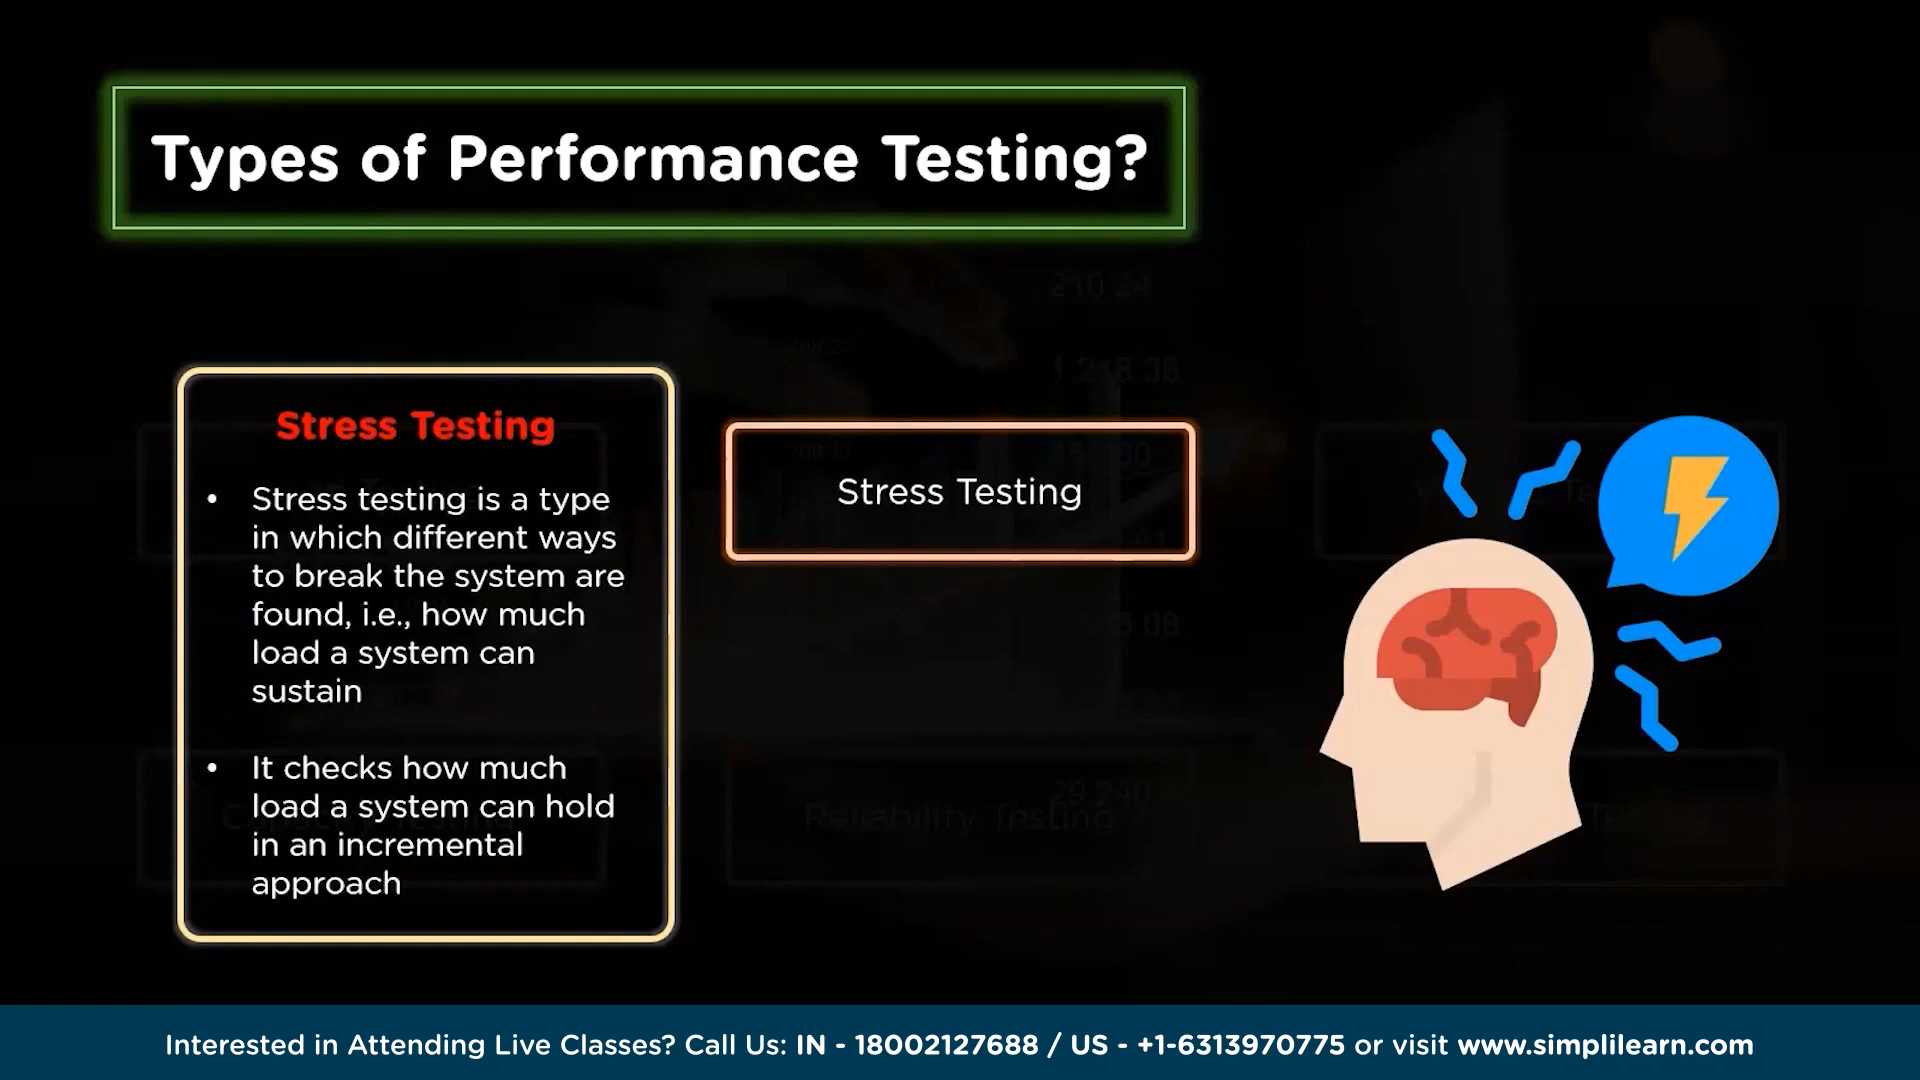 Types of Performance Testing?
Stress Testing
• Stress testing is a type
in which different ways
to break the system are
found, i.e., how much
load a system can
sustain
• It checks how much
load a system can hold
in an incremental
approach
Stress Testing
Reliability Testing
Interested in Attending Live Classes? Call Us: IN - 18002127688 / US - +1-6313970775 or visit www.simplilearn.com